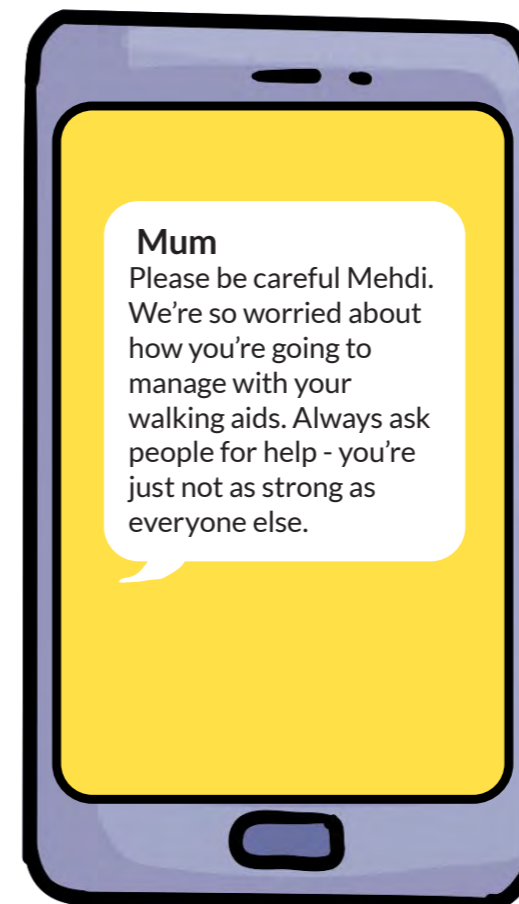 Mum
Please be careful Mehdi.
We’re so worried about
how you’re going to
manage with your
walking aids. Always ask
people for help - you’re
just not as strong as
everyone else.